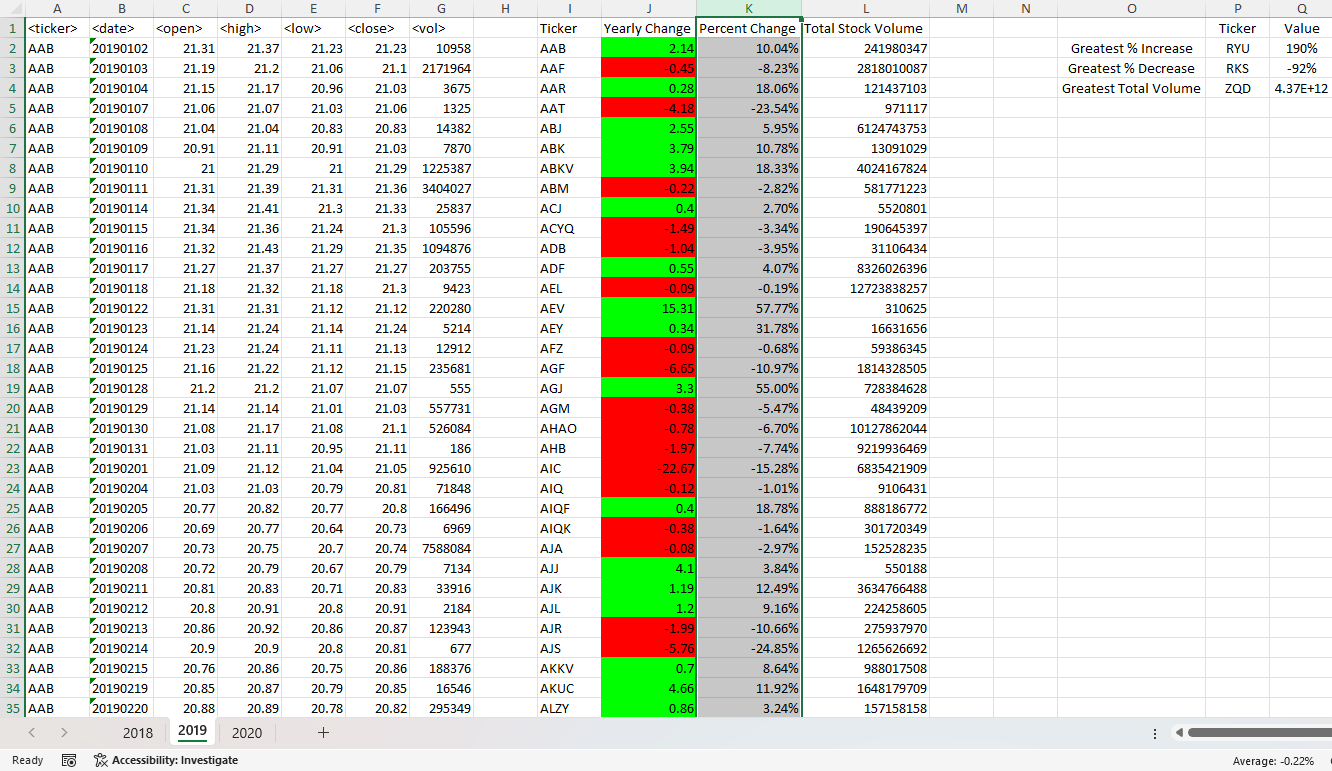 A B C D E F G H I J K L M N O P Q
1 <ticker> <date> <open> <high> <low> <close> <vol> Ticker Yearly Change Percent Change Total Stock Volume Ticker Value
2 AAB 20190102 21.31 21.37 21.23 21.23 10958 AAB 2.14 10.04% 241980347 Greatest % Increase RYU 190%
3 AAB 20190103 21.19 21.2 21.06 21.1 2171964 AAF -0.45 -8.23% 2818010087 Greatest % Decrease RKS -92%
4 AAB 20190104 21.15 21.17 20.96 21.03 3675 AAR 0.28 18.06% 121437103 Greatest Total Volume ZQD 4.37E+12
5 AAB 20190107 21.06 21.07 21.03 21.06 1325 AAT -4.18 -23.54% 971117
6 AAB 20190108 21.04 21.04 20.83 20.83 14382 ABJ 2.55 5.95% 6124743753
7 AAB 20190109 20.91 21.11 20.91 21.03 7870 ABK 3.79 10.78% 13091029
8 AAB 20190110 21 21.29 21 21.29 1225387 ABKV 3.94 18.33% 4024167824
9 AAB 20190111 21.31 21.39 21.31 21.36 3404027 ABM -0.22 -2.82% 581771223
10 AAB 20190114 21.34 21.41 21.3 21.33 25837 ACJ 0.4 2.70% 5520801
11 AAB 20190115 21.34 21.36 21.24 21.3 105596 ACYQ -1.49 -3.34% 190645397
12 AAB 20190116 21.32 21.43 21.29 21.35 1094876 ADB -1.04 -3.95% 31106434
13 AAB 20190117 21.27 21.37 21.27 21.27 203755 ADF 0.55 4.07% 8326026396
14 AAB 20190118 21.18 21.32 21.18 21.3 9423 AEL -0.09 -0.19% 12723838257
15 AAB 20190122 21.31 21.31 21.12 21.12 220280 AEV 15.31 57.77% 310625
16 AAB 20190123 21.14 21.24 21.14 21.24 5214 AEY 0.34 31.78% 16631656
17 AAB 20190124 21.23 21.24 21.11 21.13 12912 AFZ -0.09 -0.68% 59386345
18 AAB 20190125 21.16 21.22 21.12 21.15 235681 AGF -6.65 -10.97% 1814328505
19 AAB 20190128 21.2 21.2 21.07 21.07 555 AGJ 3.3 55.00% 728384628
20 AAB 20190129 21.14 21.14 21.01 21.03 557731 AGM -0.38 -5.47% 48439209
21 AAB 20190130 21.08 21.17 21.08 21.1 526084 AHAO -0.78 -6.70% 10127862044
22 AAB 20190131 21.03 21.11 20.95 21.11 186 AHB -1.97 -7.74% 9219936469
23 AAB 20190201 21.09 21.12 21.04 21.05 925610 AIC -22.67 -15.28% 6835421909
24 AAB 20190204 21.03 21.03 20.79 20.81 71848 AIQ -0.12 -1.01% 9106431
25 AAB 20190205 20.77 20.82 20.77 20.8 166496 AIQF 0.4 18.78% 888186772
26 AAB 20190206 20.69 20.77 20.64 20.73 6969 AIQK -0.38 -1.64% 301720349
27 AAB 20190207 20.73 20.75 20.7 20.74 7588084 AJA -0.08 -2.97% 152528235
28 AAB 20190208 20.72 20.79 20.67 20.79 7134 AJJ 4.1 3.84% 550188
29 AAB 20190211 20.81 20.83 20.71 20.83 33916 AJK 1.19 12.49% 3634766488
30 AAB 20190212 20.8 20.91 20.8 20.91 2184 AJL 1.2 9.16% 224258605
31 AAB 20190213 20.86 20.92 20.86 20.87 123943 AJR -1.99 -10.66% 275937970
32 AAB 20190214 20.9 20.9 20.8 20.81 677 AJS -5.76 -24.85% 1265626692
33 AAB 20190215 20.76 20.86 20.75 20.86 188376 AKKV 0.7 8.64% 988017508
34 AAB 20190219 20.85 20.87 20.79 20.85 16546 AKUC 4.66 11.92% 1648179709
35 AAB 20190220 20.88 20.89 20.78 20.82 295349 ALZY 0.86 3.24% 157158158
2018 2019 2020
Ready Accessibility: Investigate Average: -0.22%